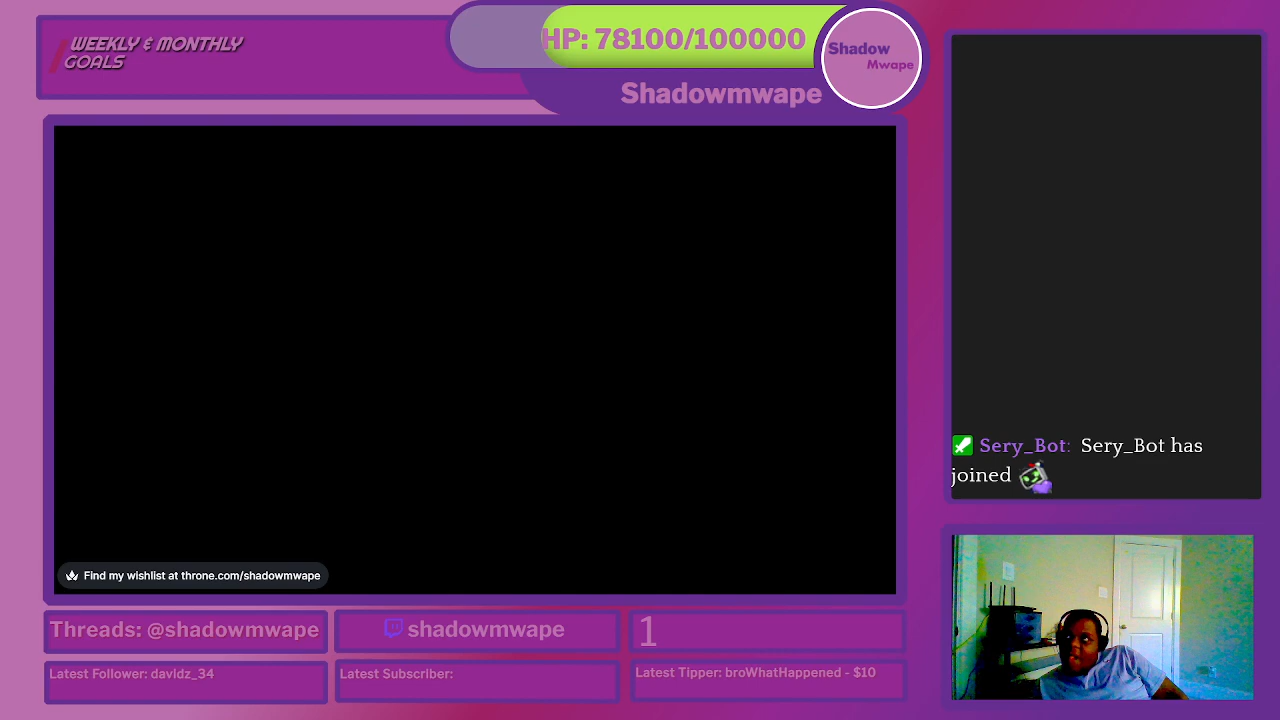 WEEKLY & MONTHLY
GOALS
HP: 78100/100000
Shadow
Mwape
Shadowmwape
Sery_Bot: Sery_Bot has
joined
Find my wishlist at throne.com/shadowmwape
Threads: @shadowmwape
shadowmwape
1
Latest Follower: davidz_34
Latest Subscriber:
Latest Tipper: broWhatHappened - $10